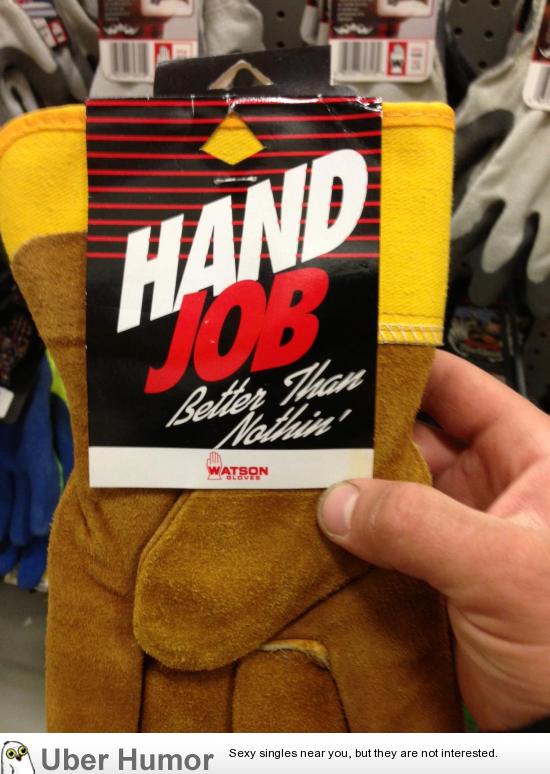 HAND
JOB
Better Than
Nothin'
WATSON
GLOVES
Uber Humor
Sexy singles near you, but they are not interested.